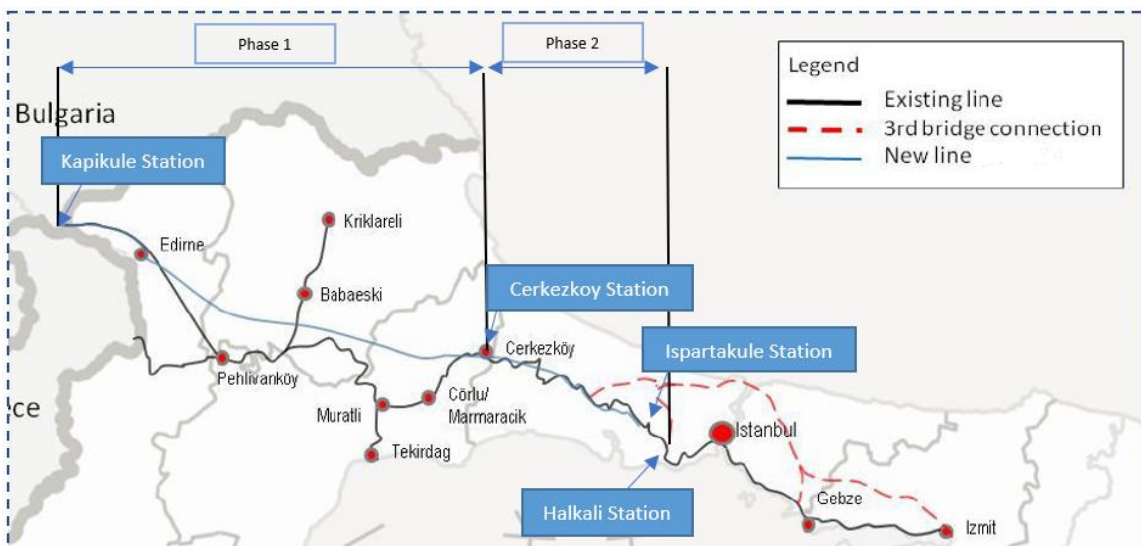 Phase 1
Phase 2
Legend
Existing line
3rd bridge connection
New line
Bulgaria
Kapikule Station
Edirne
Kriklareli
Babaeski
Cerkezkoy Station
Cerkezköy
Ispartakule Station
Pehlivanköy
ce
Muratli
Cörlu/
Marmaracik
Tekirdag
Istanbul
Halkali Station
Gebze
Izmit